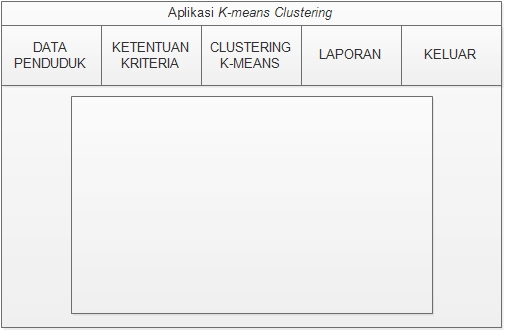 Aplikasi K-means Clustering
DATA
PENDUDUK
KETENTUAN
KRITERIA
CLUSTERING
K-MEANS
LAPORAN
KELUAR